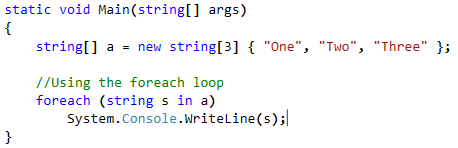 static void Main(string[] args)
{
    string[] a = new string[3] { "One", "Two", "Three" };

    //Using the foreach loop
    foreach (string s in a)
        System.Console.WriteLine(s);
}